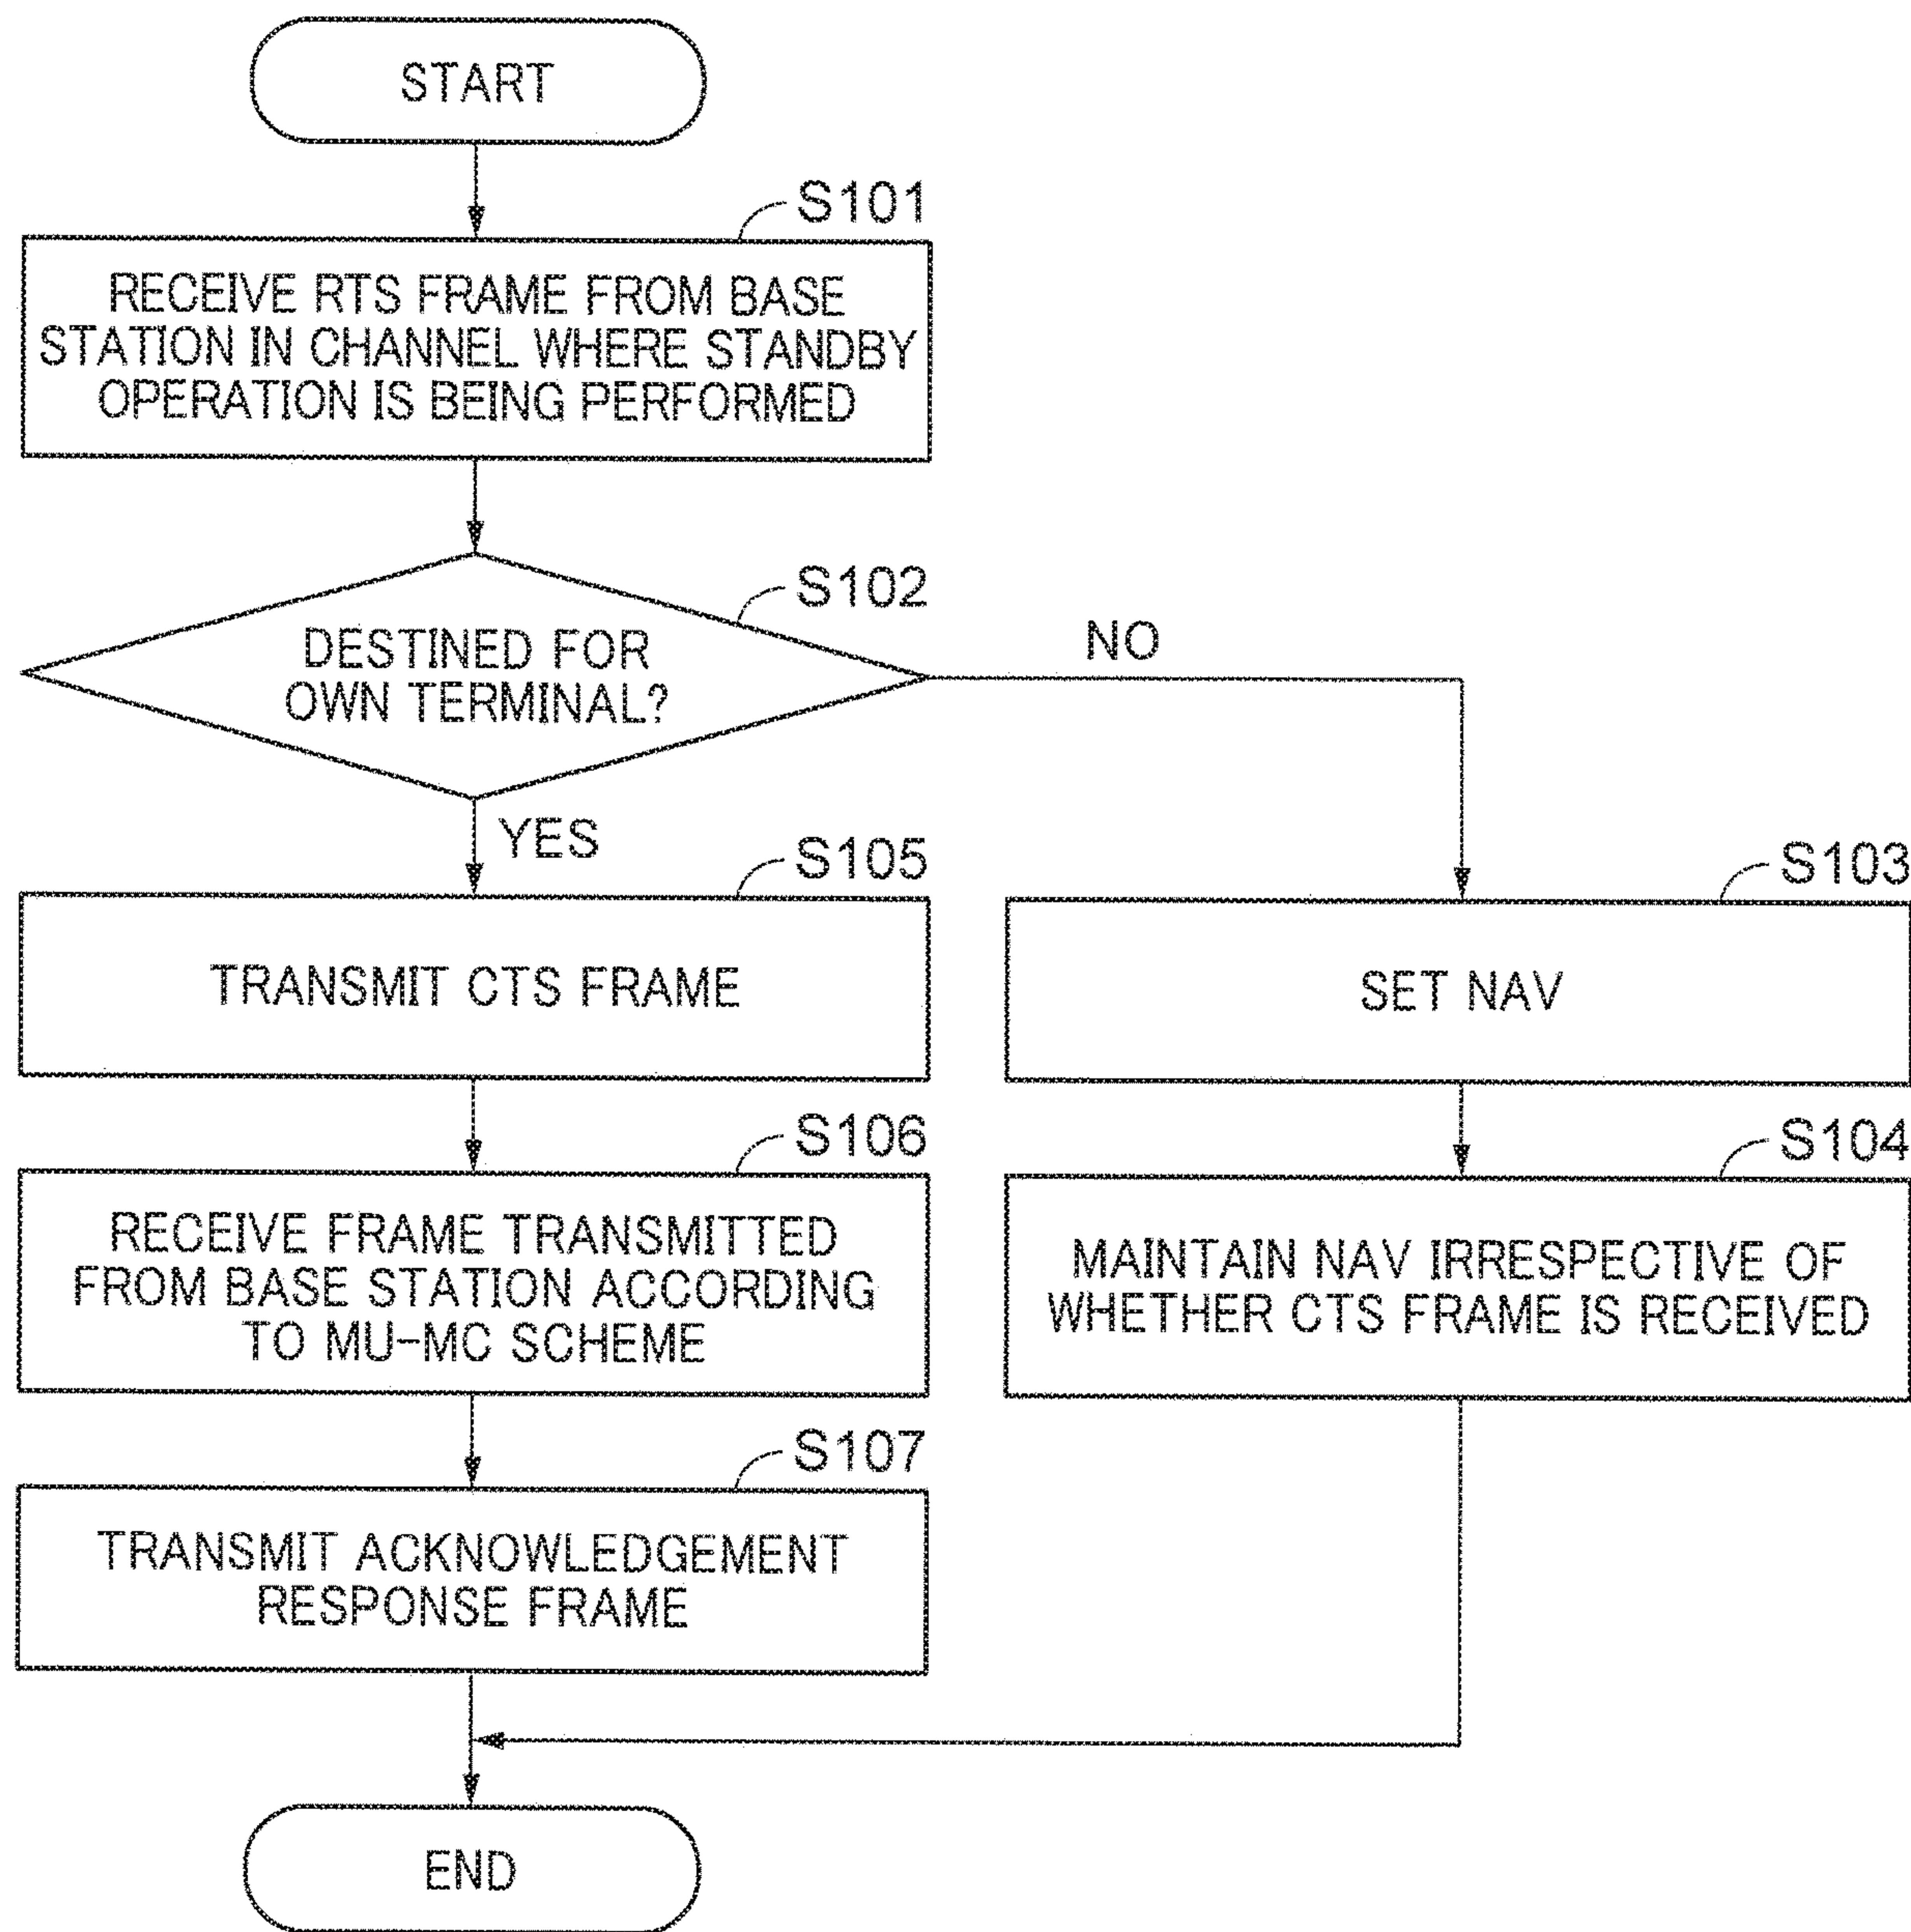 START
S101
RECEIVE RTS FRAME FROM BASE
STATION IN CHANNEL WHERE STANDBY
OPERATION IS BEING PERFORMED
S102
DESTINED FOR
OWN TERMINAL?
NO
YES
S105
TRANSMIT CTS FRAME
S103
SET NAV
S106
RECEIVE FRAME TRANSMITTED
FROM BASE STATION ACCORDING
TO MU-MC SCHEME
S104
MAINTAIN NAV IRRESPECTIVE OF
WHETHER CTS FRAME IS RECEIVED
S107
TRANSMIT ACKNOWLEDGEMENT
RESPONSE FRAME
END